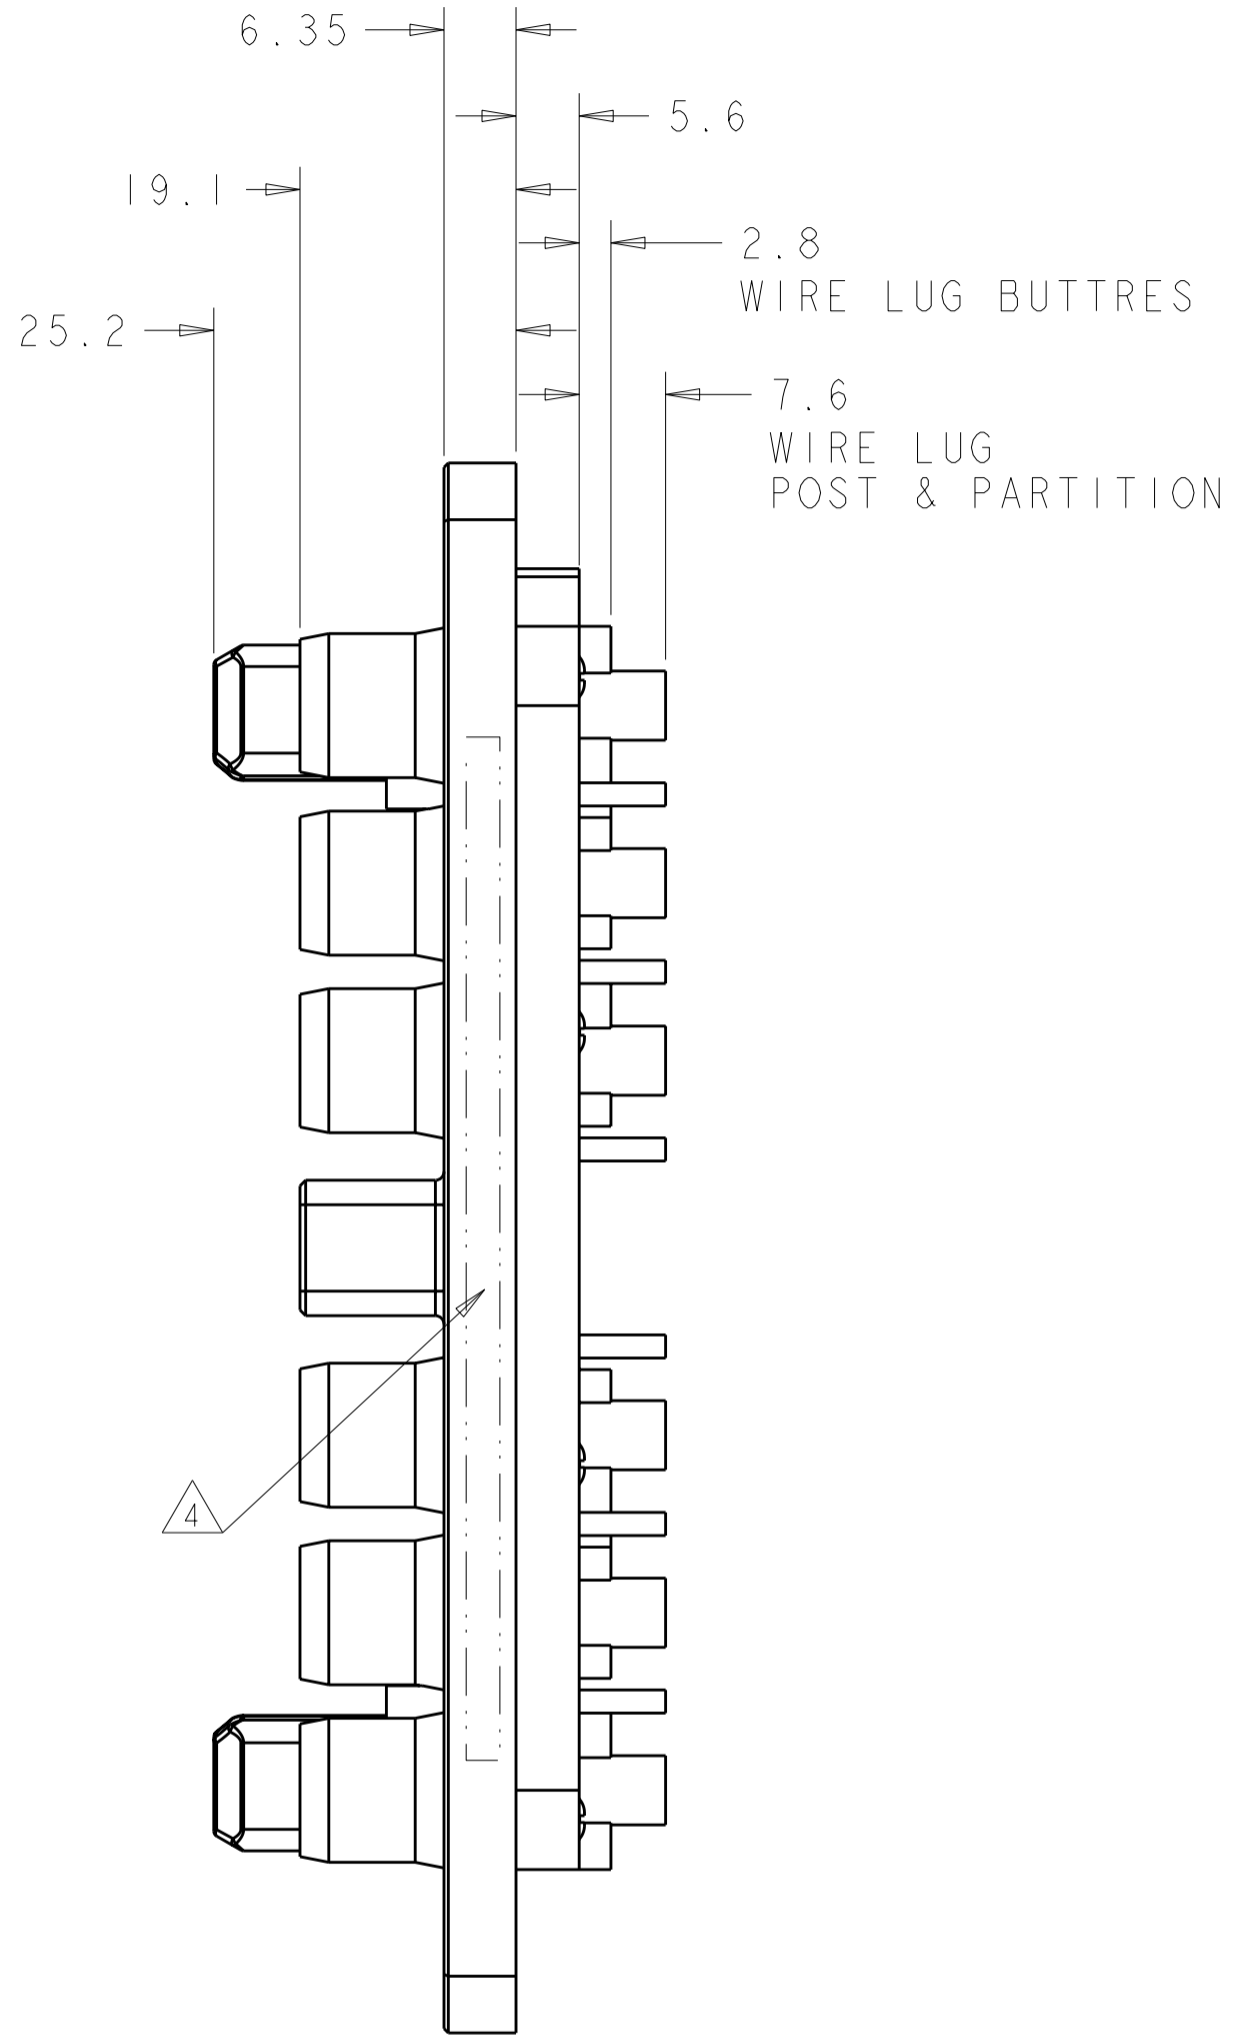 6.35
5.6
19.1
2.8
WIRE LUG BUTTRES
25.2
7.6
WIRE LUG
POST & PARTITION
4